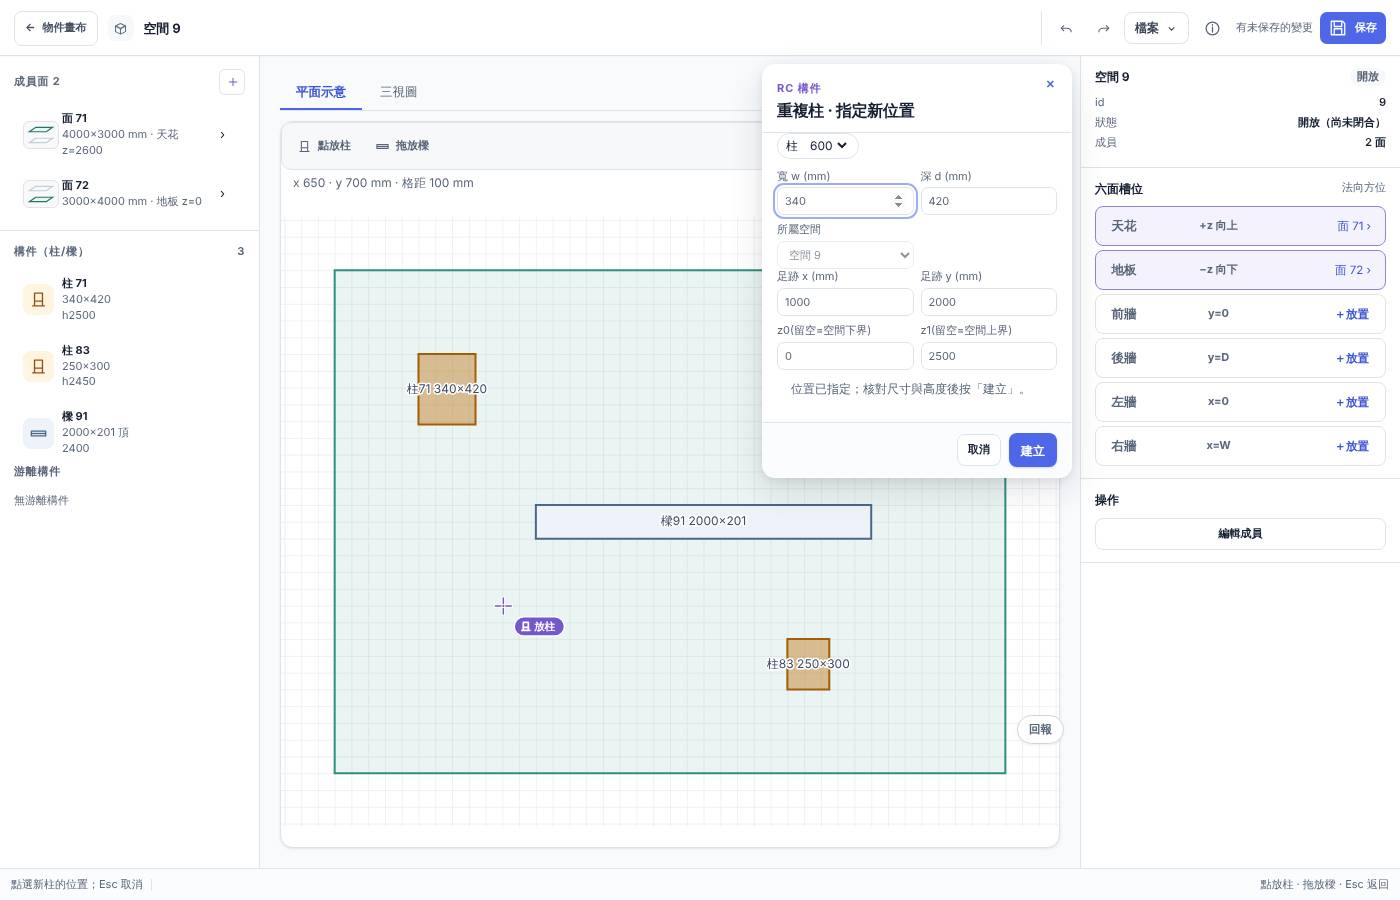 ← 物件畫布
空間 9
檔案
有未保存的變更
保存
成員面 2
+
面 71
4000×3000 mm · 天花
z=2600
›
面 72
3000×4000 mm · 地板 z=0
›
構件（柱/樑）
3
柱 71
340×420
h2500
柱 83
250×300
h2450
樑 91
2000×201 頂
2400
游離構件
無游離構件
平面示意
三視圖
點放柱
拖放樑
x 650 · y 700 mm · 格距 100 mm
柱71 340×420
樑91 2000×201
放柱
柱83 250×300
回報
RC 構件
×
重複柱 · 指定新位置
柱 600
寬 w (mm)
深 d (mm)
340
420
所屬空間
空間 9
足跡 x (mm)
足跡 y (mm)
1000
2000
z0(留空=空間下界)
z1(留空=空間上界)
0
2500
位置已指定；核對尺寸與高度後按「建立」。
取消
建立
空間 9
開放
id
9
狀態
開放（尚未閉合）
成員
2 面
六面槽位
法向方位
天花
+z 向上
面 71 ›
地板
−z 向下
面 72 ›
前牆
y=0
+ 放置
後牆
y=D
+ 放置
左牆
x=0
+ 放置
右牆
x=W
+ 放置
操作
編輯成員
點選新柱的位置；Esc 取消
點放柱 · 拖放樑 · Esc 返回